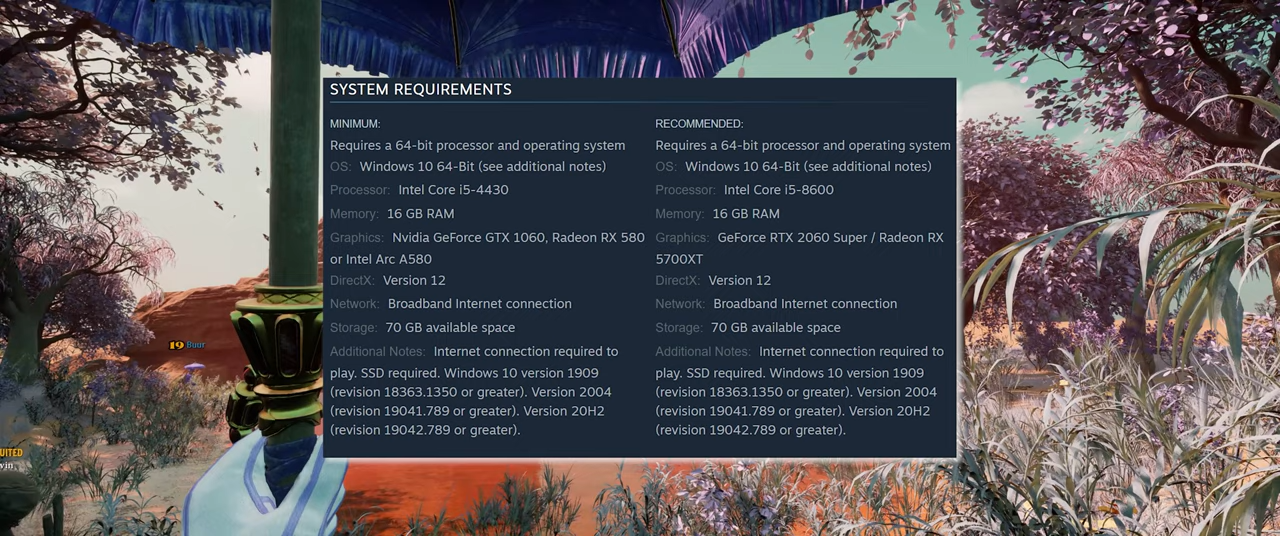 SYSTEM REQUIREMENTS
MINIMUM:
Requires a 64-bit processor and operating system
OS: Windows 10 64-Bit (see additional notes)
Processor: Intel Core i5-4430
Memory: 16 GB RAM
Graphics: Nvidia GeForce GTX 1060, Radeon RX 580
or Intel Arc A580
DirectX: Version 12
Network: Broadband Internet connection
Storage: 70 GB available space
Additional Notes: Internet connection required to
play. SSD required. Windows 10 version 1909
(revision 18363.1350 or greater). Version 2004
(revision 19041.789 or greater). Version 20H2
(revision 19042.789 or greater).
RECOMMENDED:
Requires a 64-bit processor and operating system
OS: Windows 10 64-Bit (see additional notes)
Processor: Intel Core i5-8600
Memory: 16 GB RAM
Graphics: GeForce RTX 2060 Super / Radeon RX
5700XT
DirectX: Version 12
Network: Broadband Internet connection
Storage: 70 GB available space
Additional Notes: Internet connection required to
play. SSD required. Windows 10 version 1909
(revision 18363.1350 or greater). Version 2004
(revision 19041.789 or greater). Version 20H2
(revision 19042.789 or greater).
19 Buur